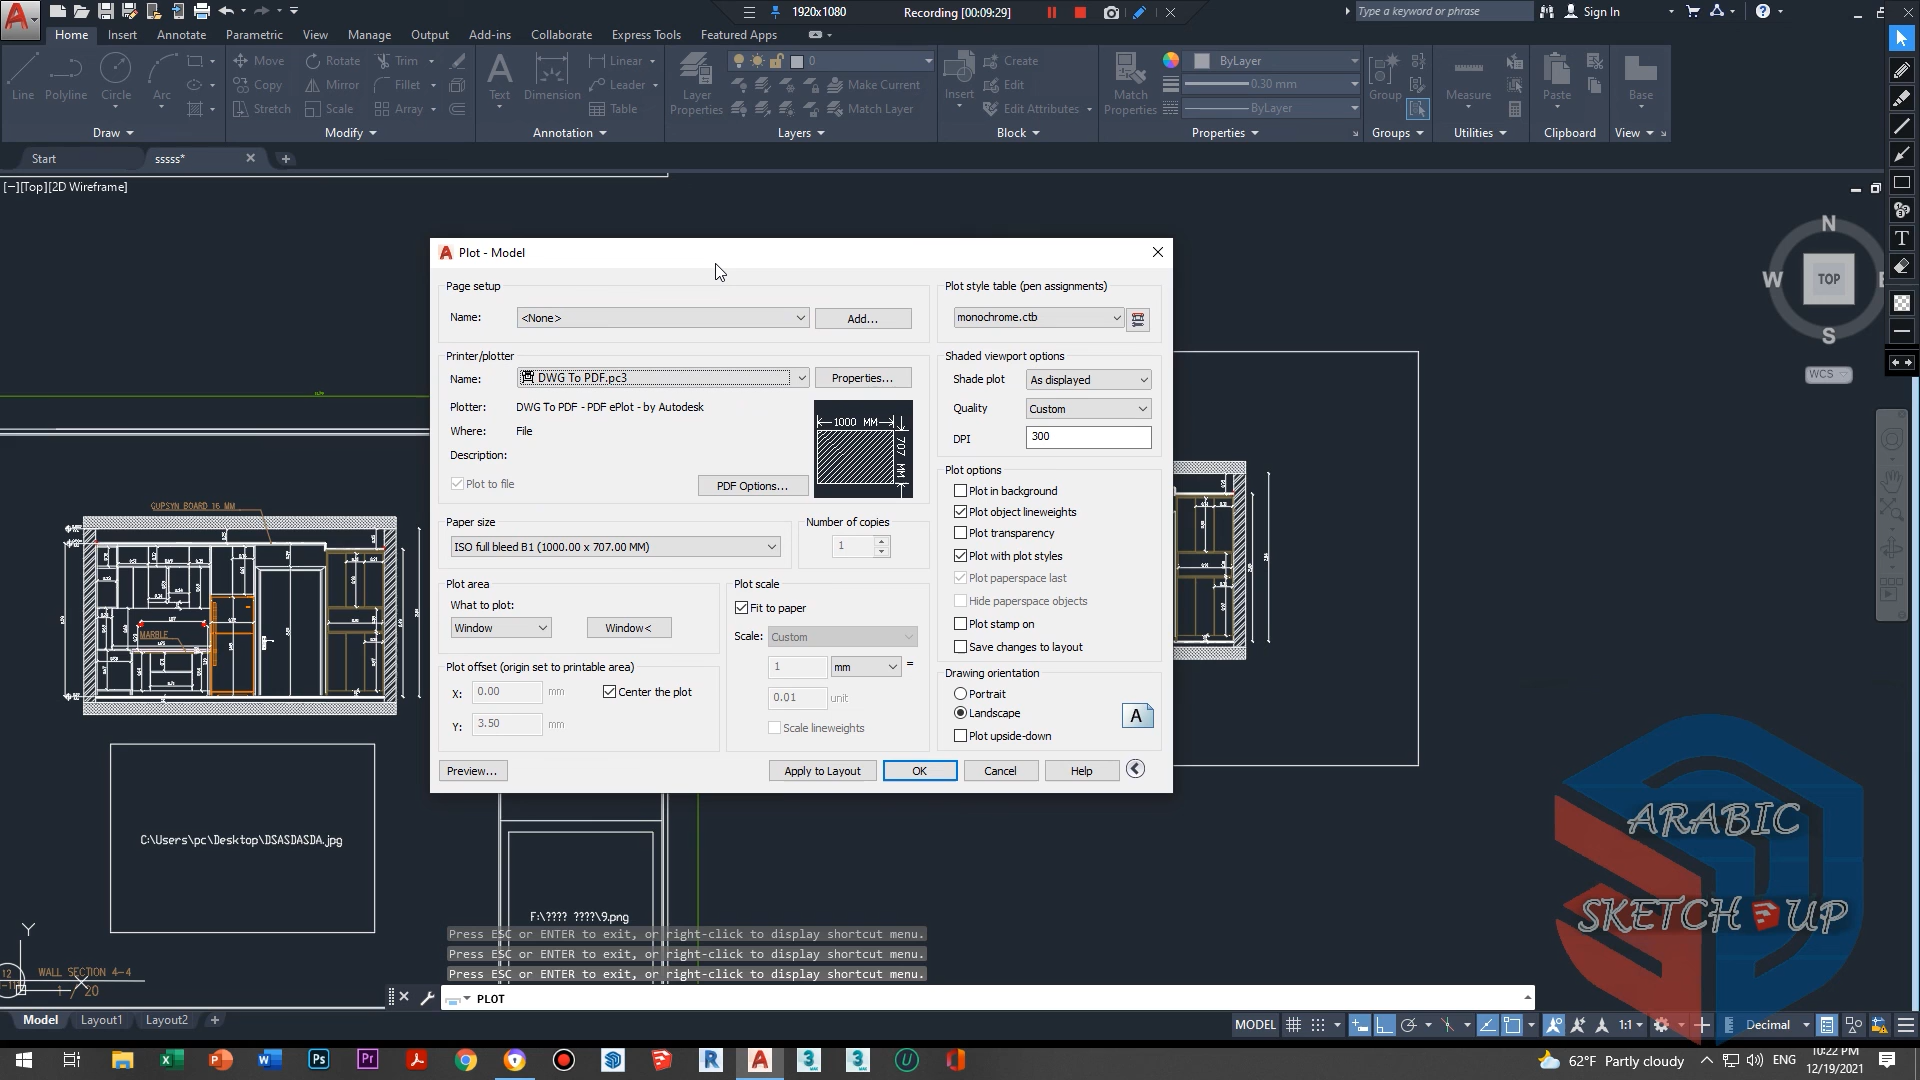 1920x1080
Recording [00:09:29]
Type a keyword or phrase
Sign In
Home
Insert
Annotate
Parametric
View
Manage
Output
Add-ins
Collaborate
Express Tools
Featured Apps
Line
Polyline
Circle
Arc
Move
Rotate
Trim
Copy
Mirror
Fillet
Stretch
Scale
Array
Text
Dimension
Linear
Leader
Table
Layer
Properties
0
Make Current
Match Layer
Insert
Create
Edit
Edit Attributes
Match
Properties
ByLayer
0.30 mm
ByLayer
Group
Measure
Paste
Base
Draw
Modify
Annotation
Layers
Block
Properties
Groups
Utilities
Clipboard
View
Start
sssss*
[−][Top][2D Wireframe]
N
W
TOP
E
S
WCS
Plot - Model
Page setup
Name:
<None>
Add...
Printer/plotter
Name:
DWG To PDF.pc3
Properties...
Plotter:
DWG To PDF - PDF ePlot - by Autodesk
Where:
File
Description:
Plot to file
PDF Options...
1000 MM
707 MM
Paper size
ISO full bleed B1 (1000.00 x 707.00 MM)
Number of copies
1
Plot area
What to plot:
Window
Window<
Plot offset (origin set to printable area)
X:
0.00
mm
Center the plot
Y:
3.50
mm
Plot scale
Fit to paper
Scale:
Custom
1
mm
=
0.01
unit
Scale lineweights
Plot style table (pen assignments)
monochrome.ctb
Shaded viewport options
Shade plot
As displayed
Quality
Custom
DPI
300
Plot options
Plot in background
Plot object lineweights
Plot transparency
Plot with plot styles
Plot paperspace last
Hide paperspace objects
Plot stamp on
Save changes to layout
Drawing orientation
Portrait
Landscape
Plot upside-down
A
Preview...
Apply to Layout
OK
Cancel
Help
GUPSYN BOARD 16 MM
MARBLE
C:\Users\pc\Desktop\DSASDASDA.jpg
F:\???? ????\9.png
Y
12
WALL SECTION 4-4
1 / 20
Press ESC or ENTER to exit, or right-click to display shortcut menu.
Press ESC or ENTER to exit, or right-click to display shortcut menu.
Press ESC or ENTER to exit, or right-click to display shortcut menu.
PLOT
ARABIC
SKETCH UP
Model
Layout1
Layout2
MODEL
1:1
Decimal
62°F Partly cloudy
ENG
10:22 PM
12/19/2021